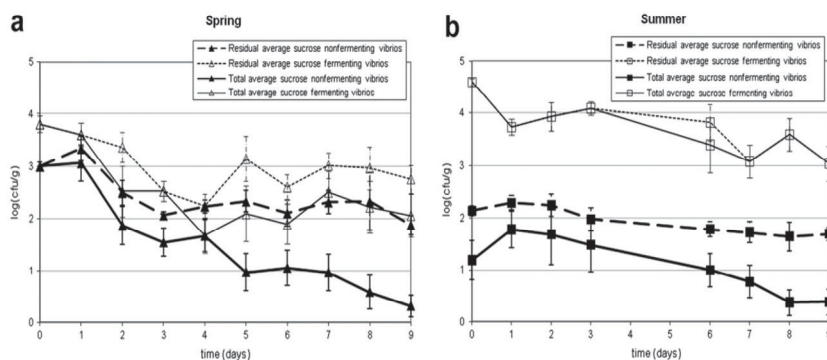 a
Spring
Residual average sucrose nonfermenting vibrios
Residual average sucrose fermenting vibrios
Total average sucrose nonfermenting vibrios
Total average sucrose fermenting vibrios
5
4
3
2
1
0
log(cfu/g)
0 1 2 3 4 5 6 7 8 9
time (days)
b
Summer
Residual average sucrose nonfermenting vibrios
Residual average sucrose fermenting vibrios
Total average sucrose nonfermenting vibrios
Total average sucrose fermenting vibrios
5
4
3
2
1
0
log(cfu/g)
0 1 2 3 4 5 6 7 8
time (days)